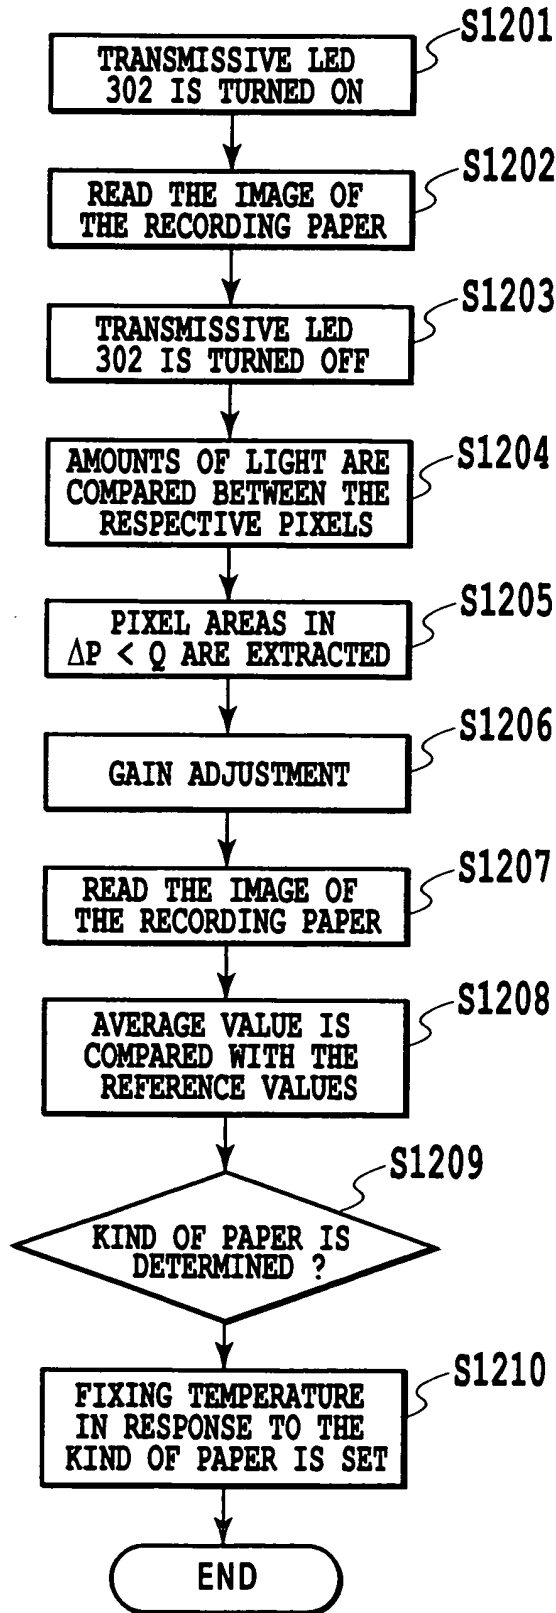 S1201
TRANSMISSIVE LED
302 IS TURNED ON
S1202
READ THE IMAGE OF
THE RECORDING PAPER
S1203
TRANSMISSIVE LED
302 IS TURNED OFF
S1204
AMOUNTS OF LIGHT ARE
COMPARED BETWEEN THE
RESPECTIVE PIXELS
S1205
PIXEL AREAS IN
ΔP < Q ARE EXTRACTED
S1206
GAIN ADJUSTMENT
S1207
READ THE IMAGE OF
THE RECORDING PAPER
S1208
AVERAGE VALUE IS
COMPARED WITH THE
REFERENCE VALUES
S1209
KIND OF PAPER IS
DETERMINED ?
S1210
FIXING TEMPERATURE
IN RESPONSE TO THE
KIND OF PAPER IS SET
END